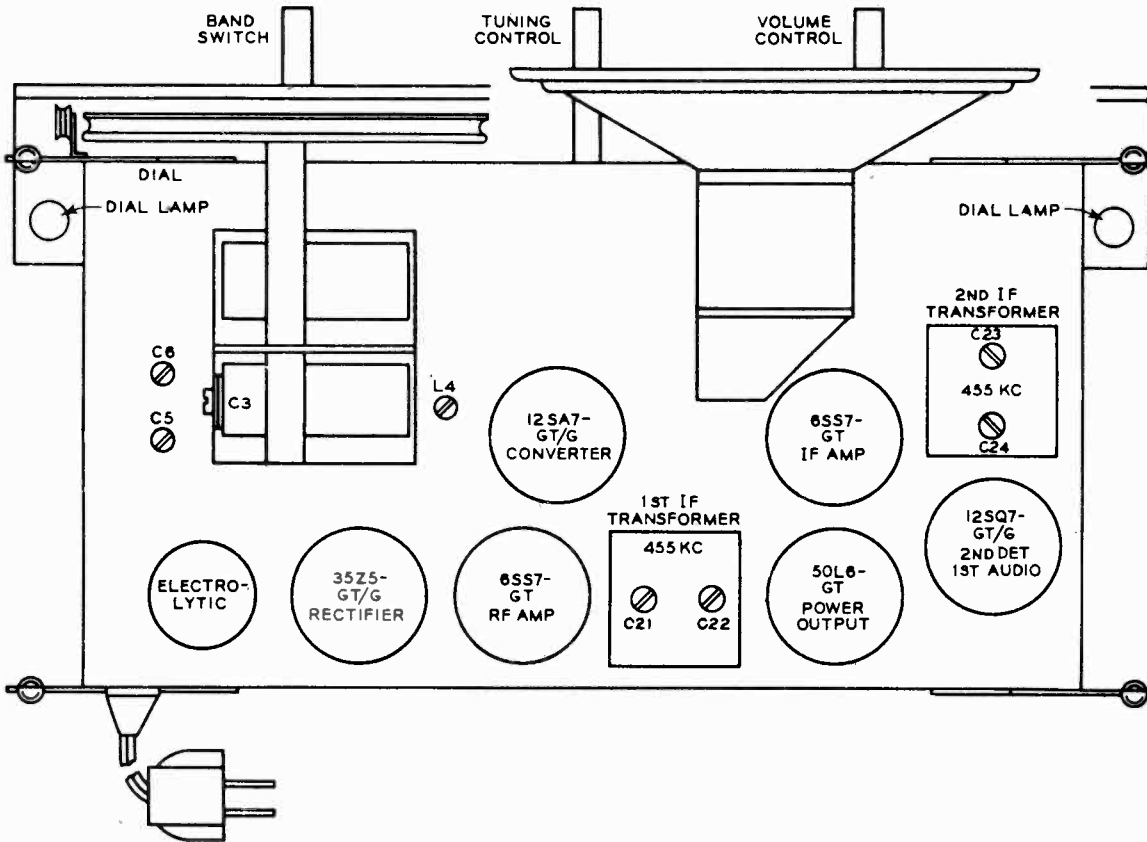 BAND
SWITCH
TUNING
CONTROL
VOLUME
CONTROL
DIAL
DIAL LAMP
DIAL LAMP
2ND IF
TRANSFORMER
C23
455 KC
C24
C6
C5
C3
L4
12SA7-
GT/G
CONVERTER
6SS7-
GT
IF AMP
1ST IF
TRANSFORMER
455 KC
C21 C22
12SQ7-
GT/G
2ND DET
1ST AUDIO
ELECTRO-
LYTIC
35Z5-
GT/G
RECTIFIER
6SS7-
GT
RF AMP
50L6-
GT
POWER
OUTPUT